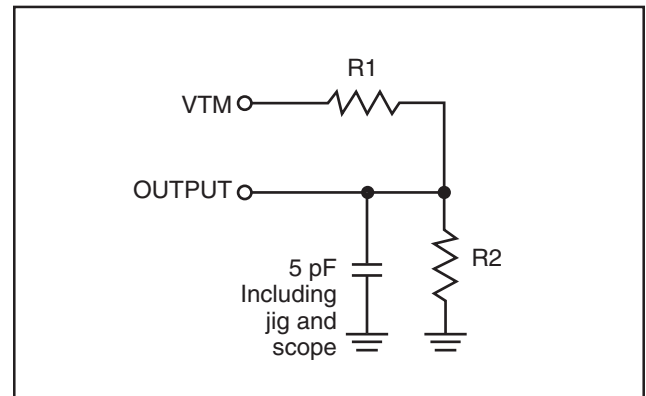 R1
VTM
OUTPUT
R2
5 pF
Including
jig and
scope